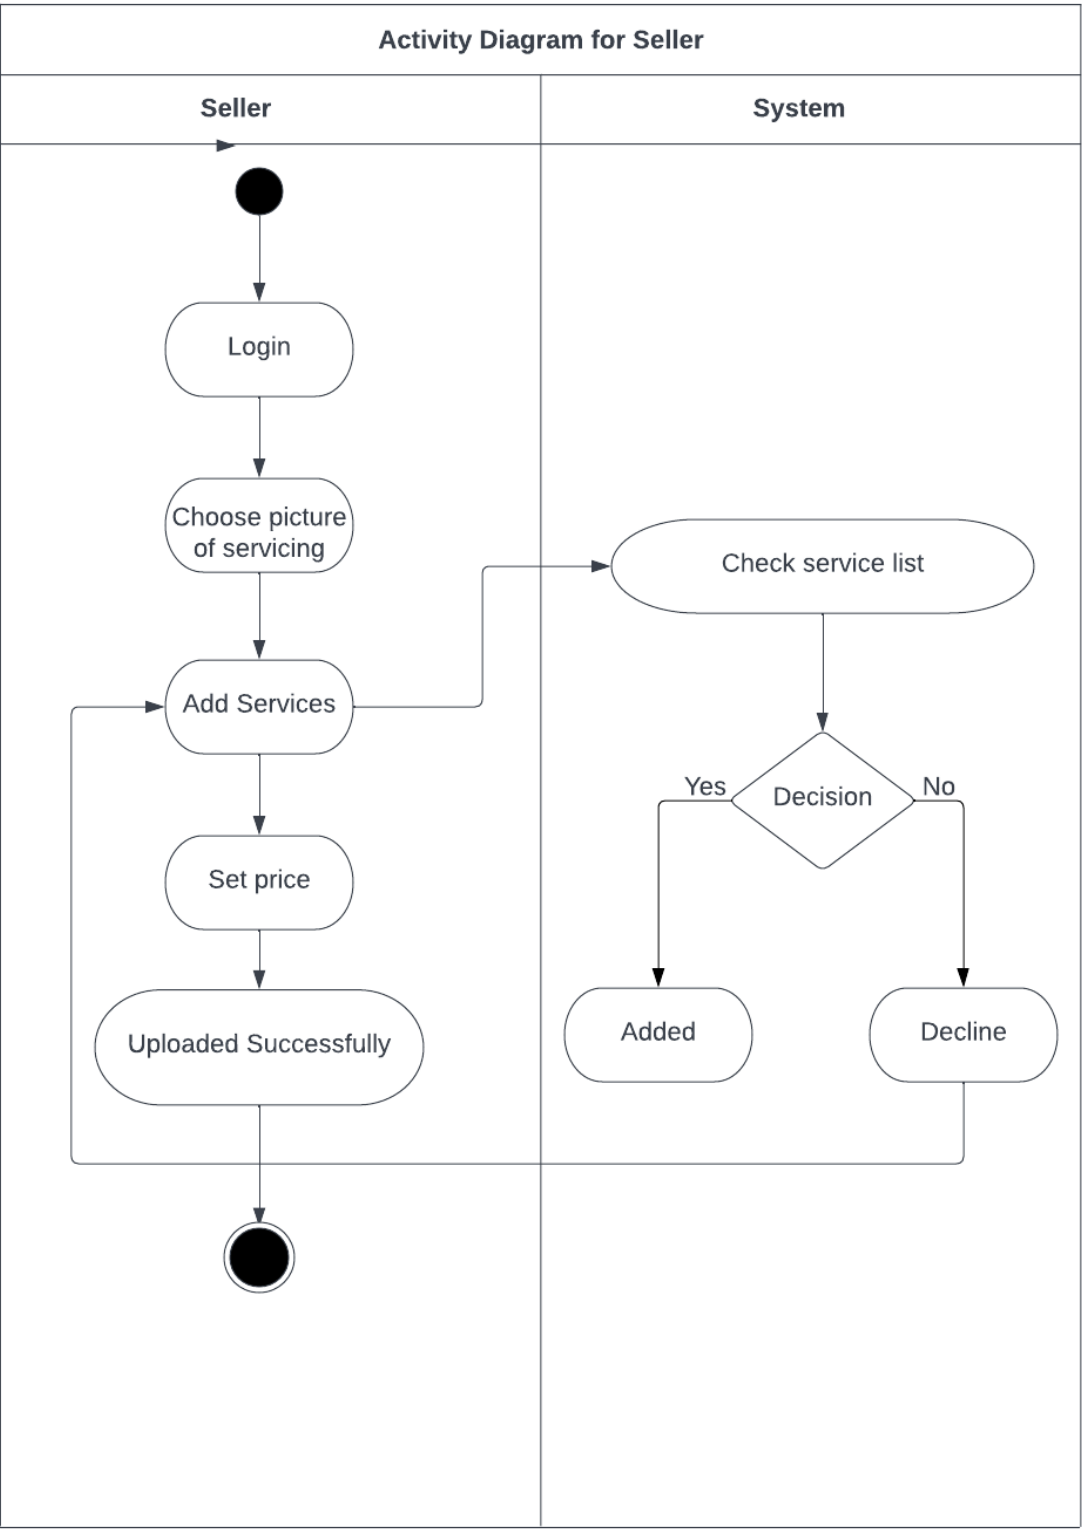 Activity Diagram for Seller
Seller
System
Login
Choose picture
of servicing
Check service list
Add Services
Yes
Decision
No
Set price
Uploaded Successfully
Added
Decline